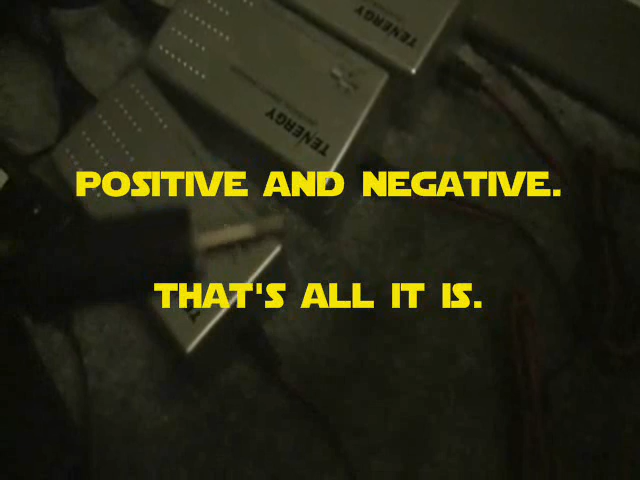 TENERGY
TENERGY
POSITIVE AND NEGATIVE.
THAT'S ALL IT IS.